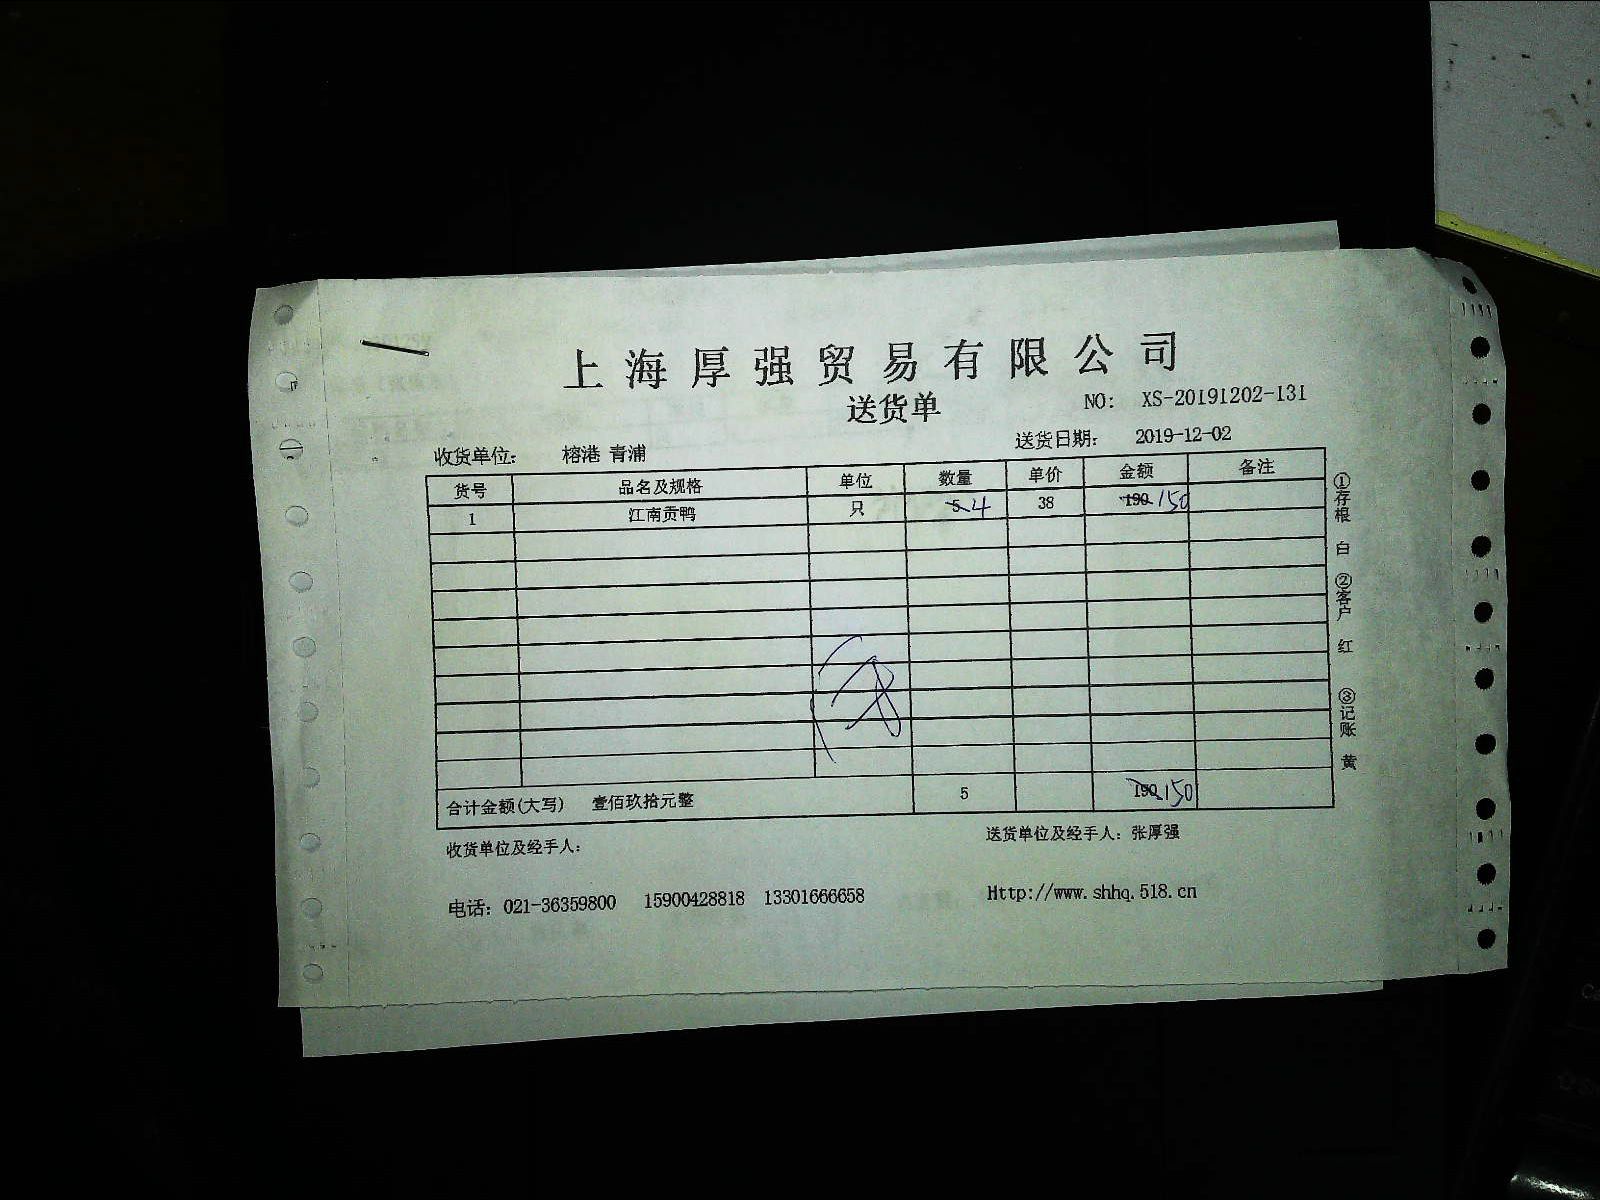 上海厚强贸易有限公司
送货单
NO: XS-20191202-131
收货单位: 榕港 青浦 送货日期: 2019-12-02
货号 品名及规格 单位 数量 单价 金额 备注
1 江南贡鸭 只 5 4 38 190 150
合计金额(大写) 壹佰玖拾元整 5 190 150
收货单位及经手人: 送货单位及经手人: 张厚强
电话: 021-36359800 15900428818 13301666658 Http://www.shhq.518.cn
①存根 白 ②客户 红 ③记账 黄